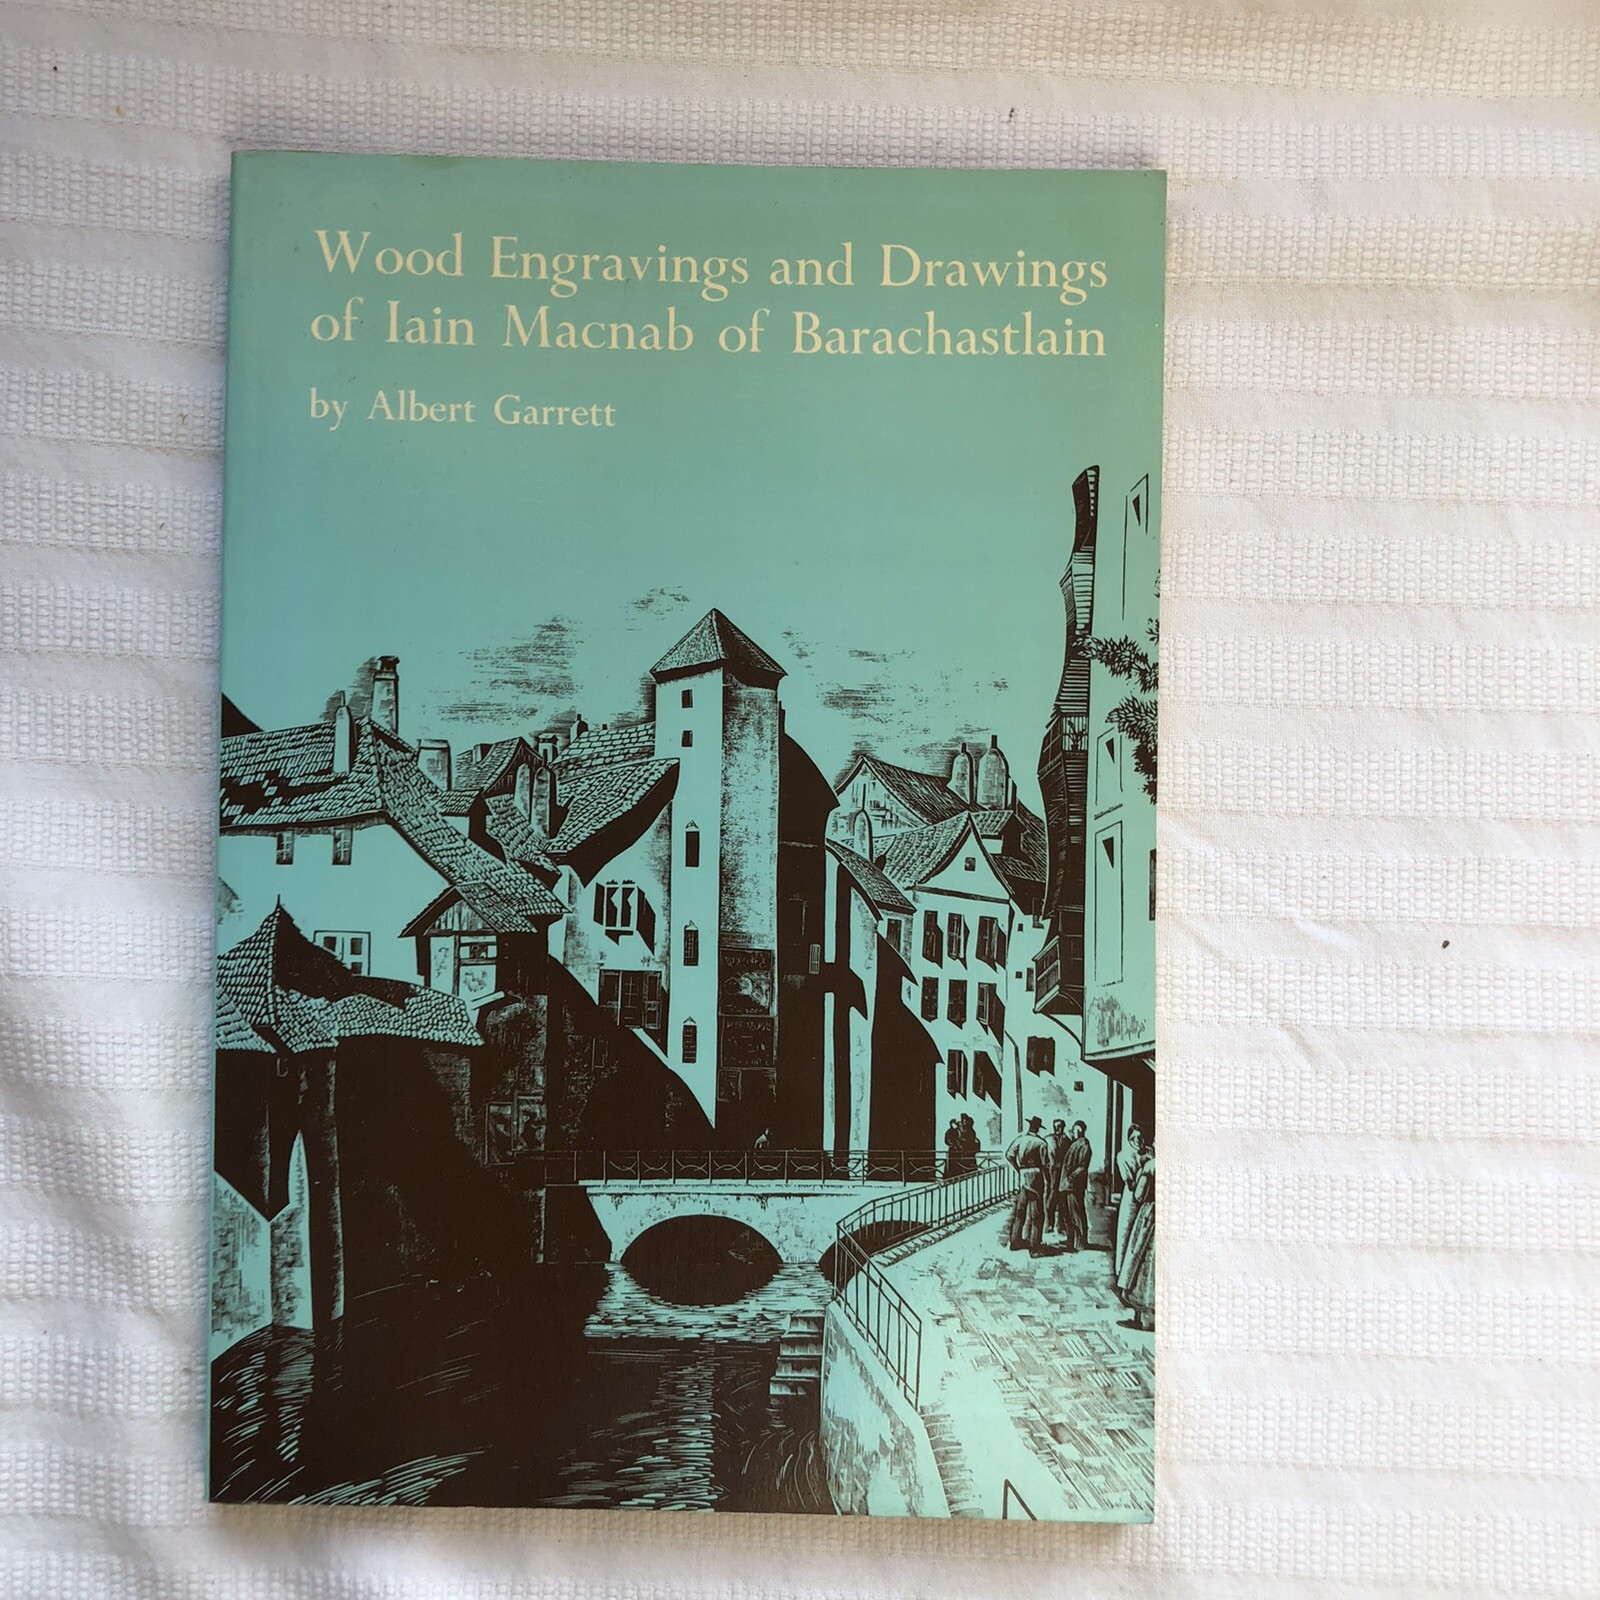 Wood Engravings and Drawings
of Iain Macnab of Barachastlain
by Albert Garrett